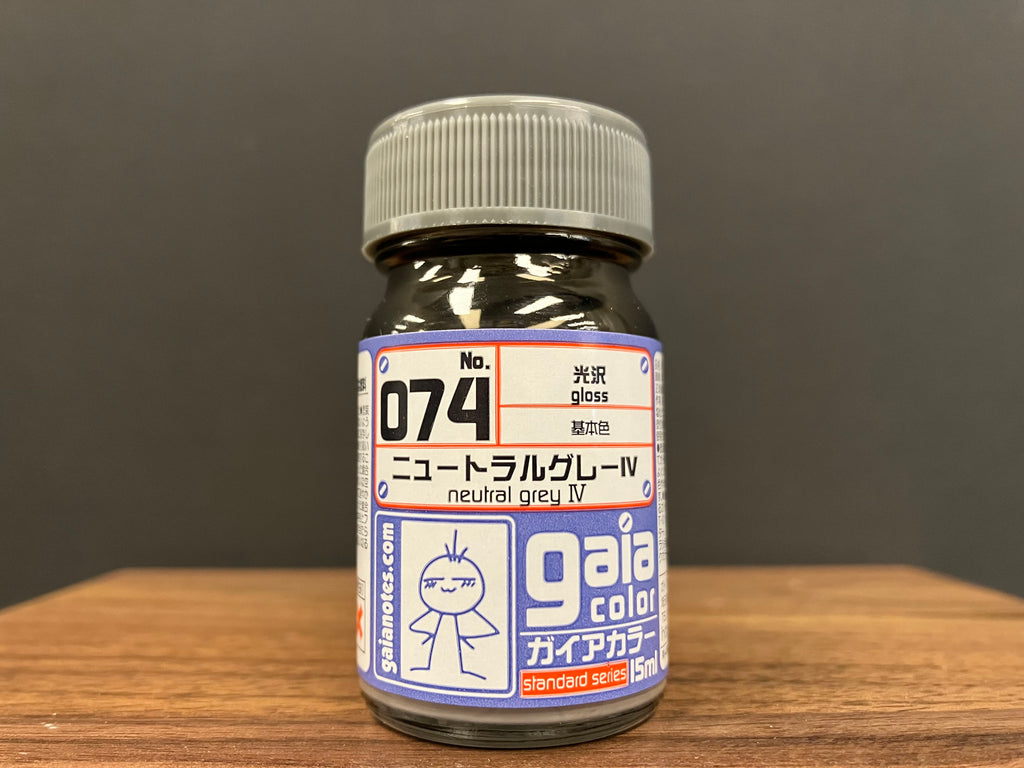 No.
074
光沢
gloss
基本色
ニュートラルグレーIV
neutral grey IV
gaianotes.com
gaia
color
ガイアカラー
standard series
15ml